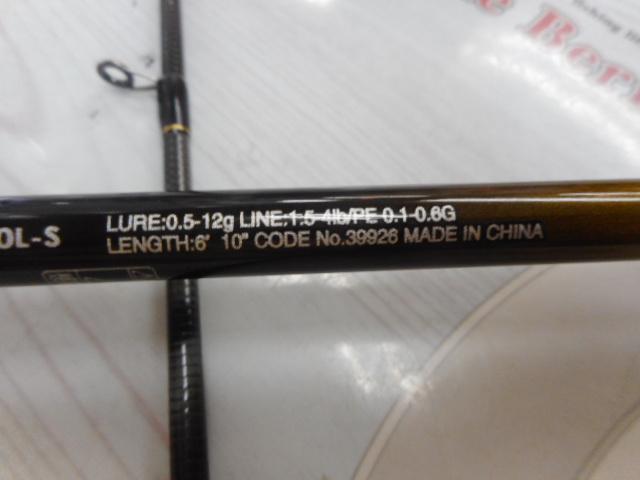 0L-S
LURE:0.5-12g LINE:1.5-4lb/PE 0.1-0.6G
LENGTH:6' 10" CODE No.39926 MADE IN CHINA